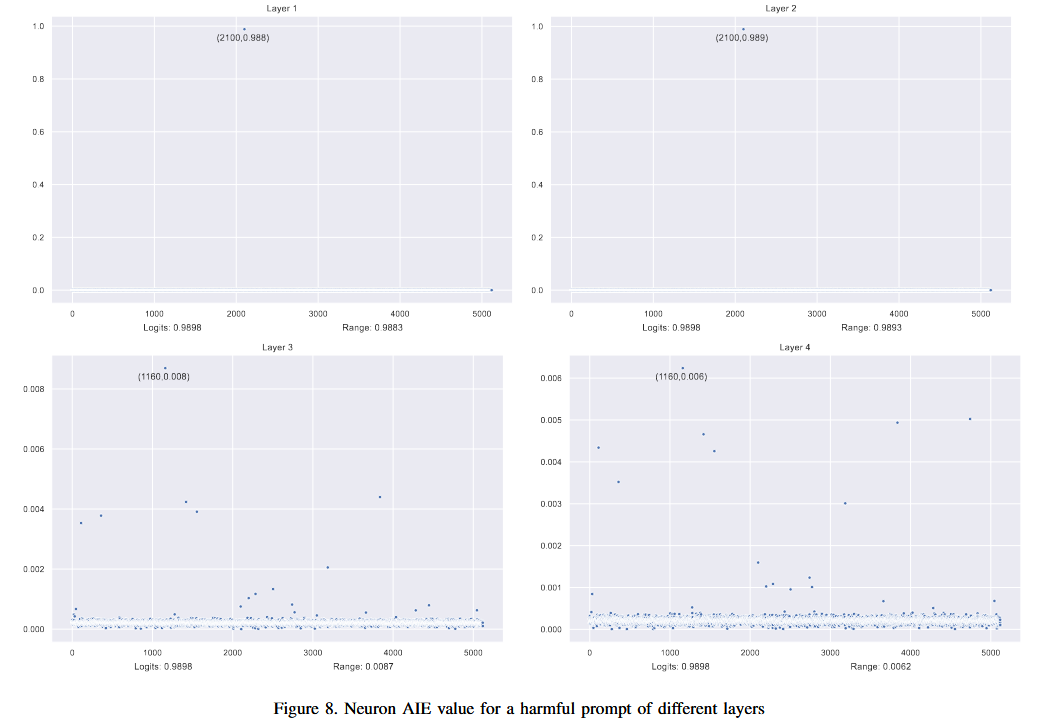 Layer 1
1.0
(2100,0.988)
0.8
0.6
0.4
0.2
0.0
0 1000 2000 3000 4000 5000
Logits: 0.9898 Range: 0.9883
Layer 2
1.0
(2100,0.989)
0.8
0.6
0.4
0.2
0.0
0 1000 2000 3000 4000 5000
Logits: 0.9898 Range: 0.9893
Layer 3
(1160,0.008)
0.008
0.006
0.004
0.002
0.000
0 1000 2000 3000 4000 5000
Logits: 0.9898 Range: 0.0087
Layer 4
0.006 (1160,0.006)
0.005
0.004
0.003
0.002
0.001
0.000
0 1000 2000 3000 4000 5000
Logits: 0.9898 Range: 0.0062
Figure 8. Neuron AIE value for a harmful prompt of different layers